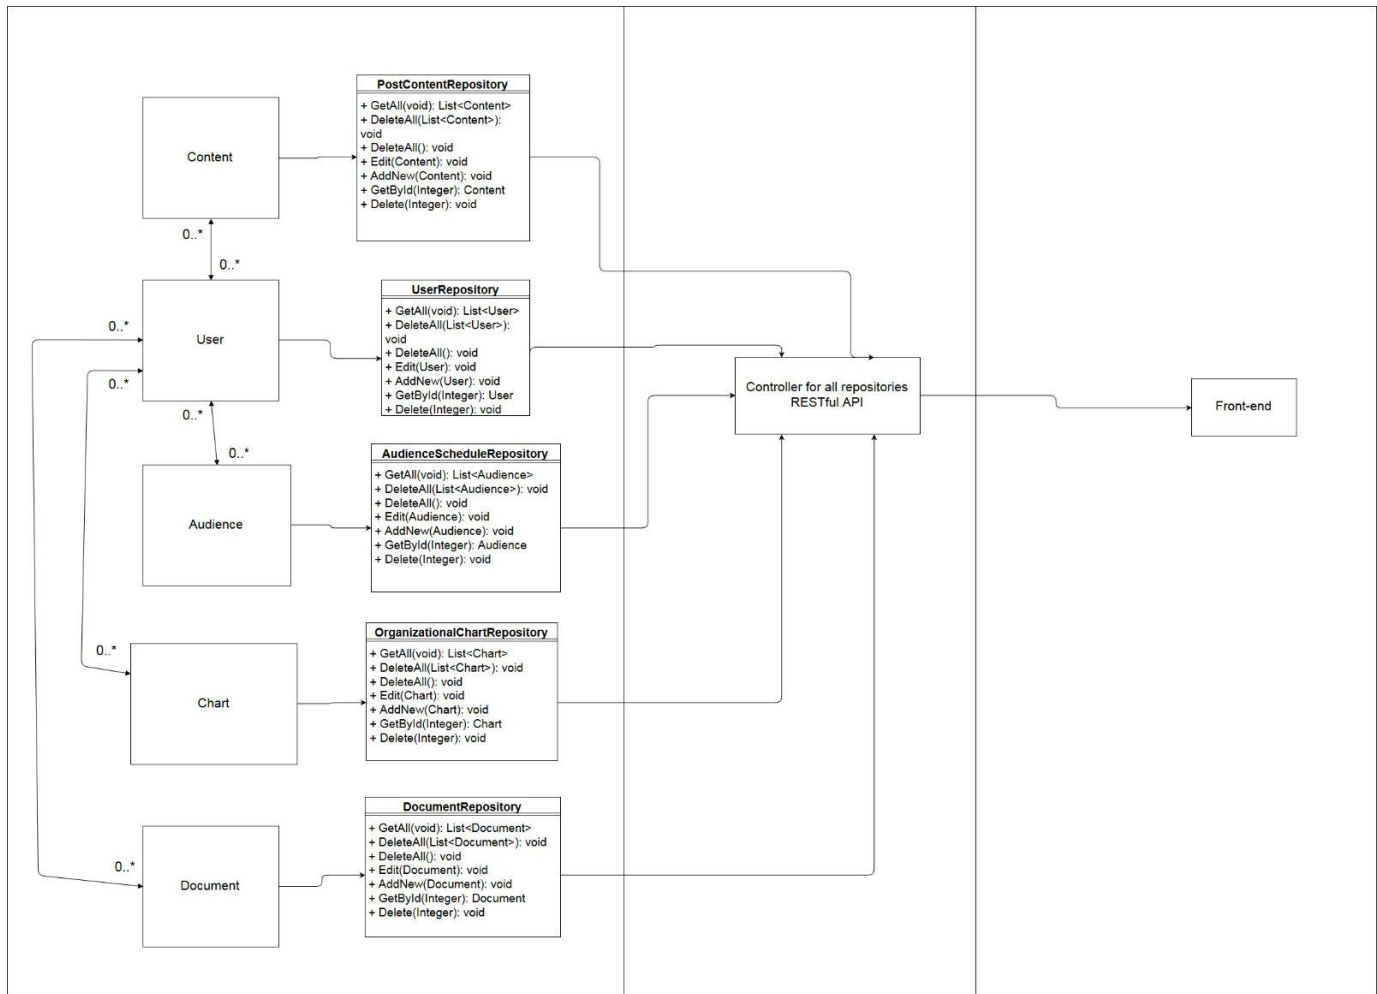 PostContentRepository
+ GetAll(void): List<Content>
+ DeleteAll(List<Content>):
void
+ DeleteAll(): void
+ Edit(Content): void
+ AddNew(Content): void
+ GetById(Integer): Content
+ Delete(Integer): void
Content
0..*
0..*
UserRepository
+ GetAll(void): List<User>
+ DeleteAll(List<User>):
void
+ DeleteAll(): void
+ Edit(User): void
+ AddNew(User): void
+ GetById(Integer): User
+ Delete(Integer): void
0..*
User
0..*
0..*
0..*
Controller for all repositories
RESTful API
Front-end
AudienceScheduleRepository
+ GetAll(void): List<Audience>
+ DeleteAll(List<Audience>): void
+ DeleteAll(): void
+ Edit(Audience): void
+ AddNew(Audience): void
+ GetById(Integer): Audience
+ Delete(Integer): void
Audience
OrganizationalChartRepository
+ GetAll(void): List<Chart>
+ DeleteAll(List<Chart>): void
+ DeleteAll(): void
+ Edit(Chart): void
+ AddNew(Chart): void
+ GetById(Integer): Chart
+ Delete(Integer): void
0..*
Chart
DocumentRepository
+ GetAll(void): List<Document>
+ DeleteAll(List<Document>): void
+ DeleteAll(): void
+ Edit(Document): void
+ AddNew(Document): void
+ GetById(Integer): Document
+ Delete(Integer): void
0..*
Document